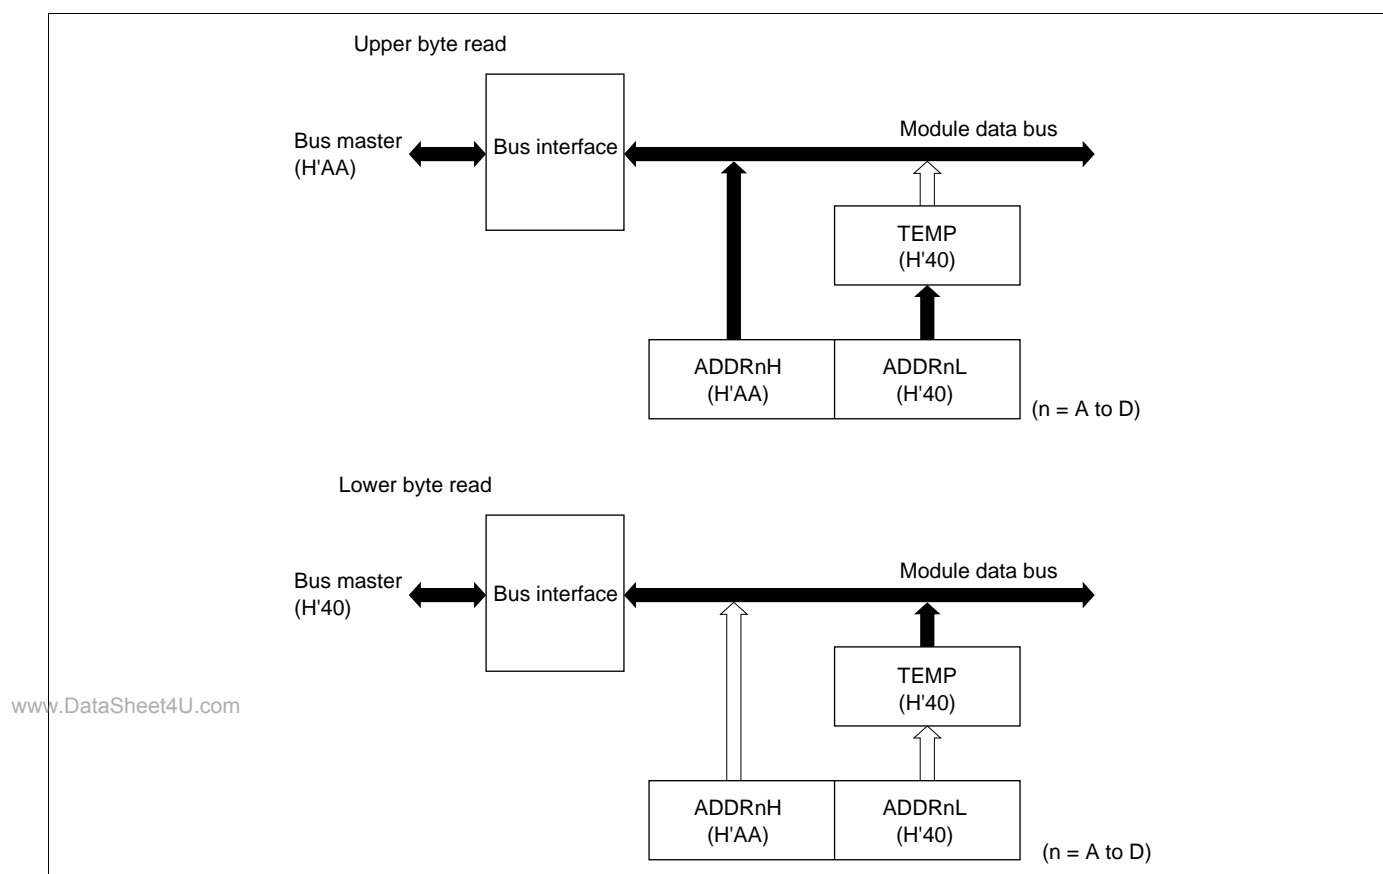 Upper byte read
Bus master
(H'AA)
Bus interface
Module data bus
TEMP
(H'40)
ADDRnH
(H'AA)
ADDRnL
(H'40)
(n = A to D)
Lower byte read
Bus master
(H'40)
Bus interface
Module data bus
TEMP
(H'40)
www.DataSheet4U.com
ADDRnH
(H'AA)
ADDRnL
(H'40)
(n = A to D)